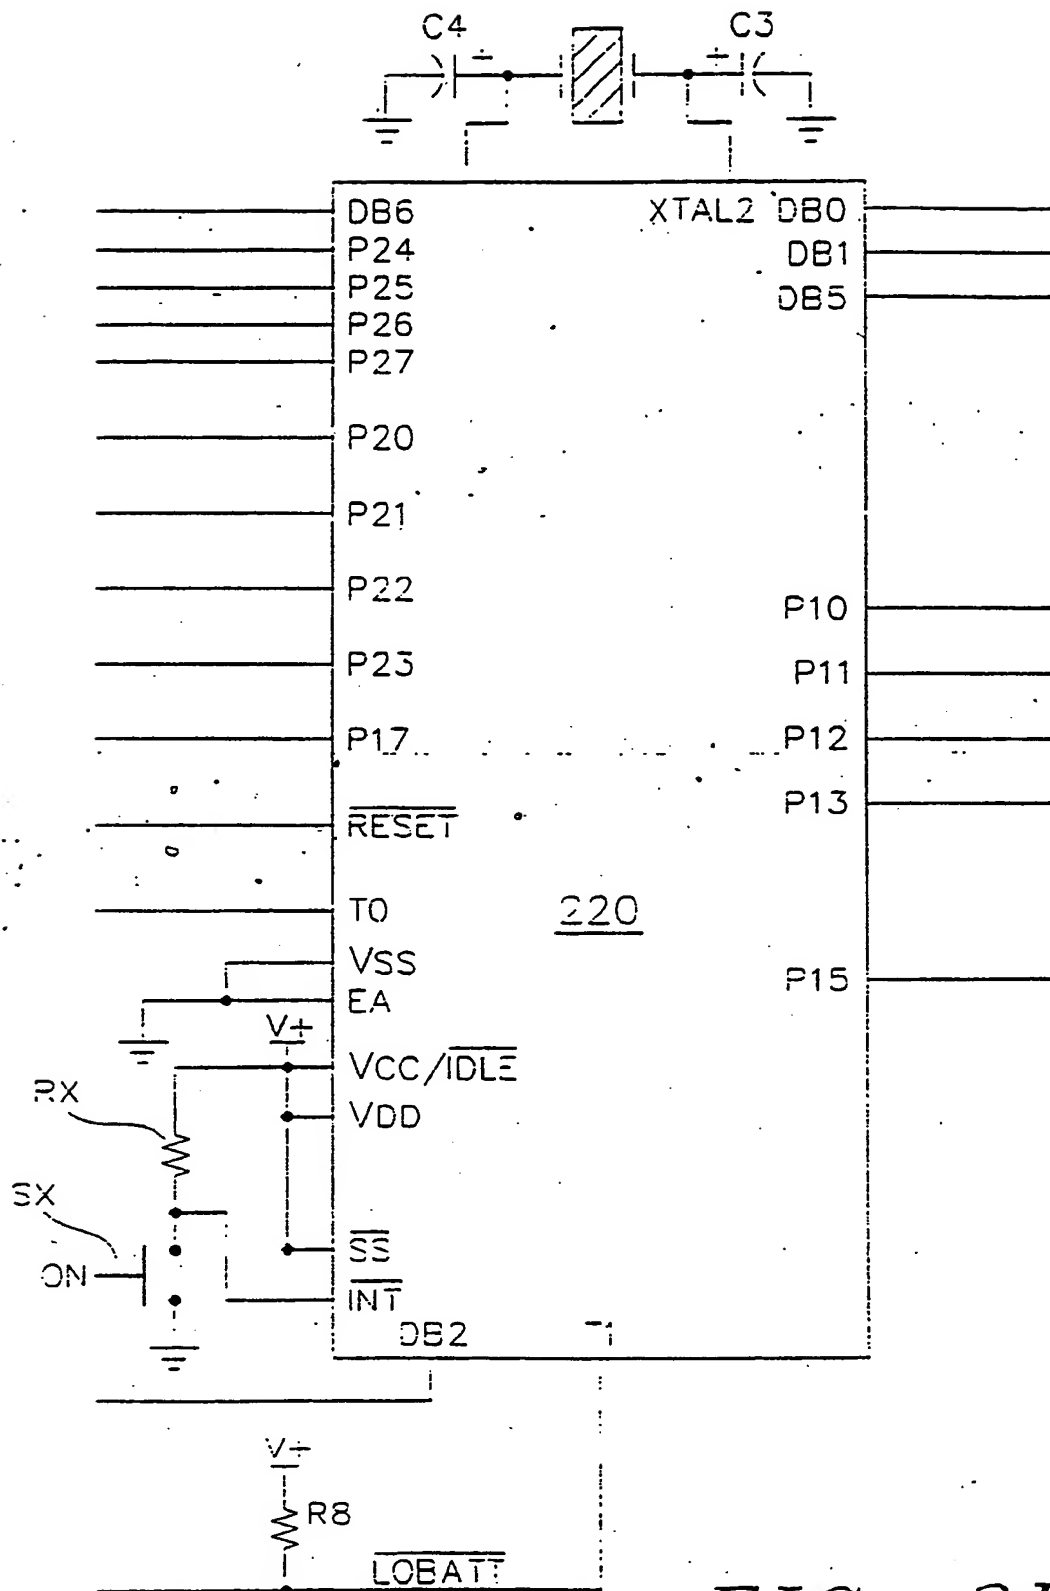 C4
C3
DB6
XTAL2 DB0
P24
DB1
P25
DB5
P26
P27
P20
P21
P22
P10
P23
P11
P17
P12
P13
RESET
T0
220
VSS
P15
EA
V+
VCC/IDLE
RX
VDD
SX
SS
ON
INT
DB2
T1
V+
R8
LOBATT